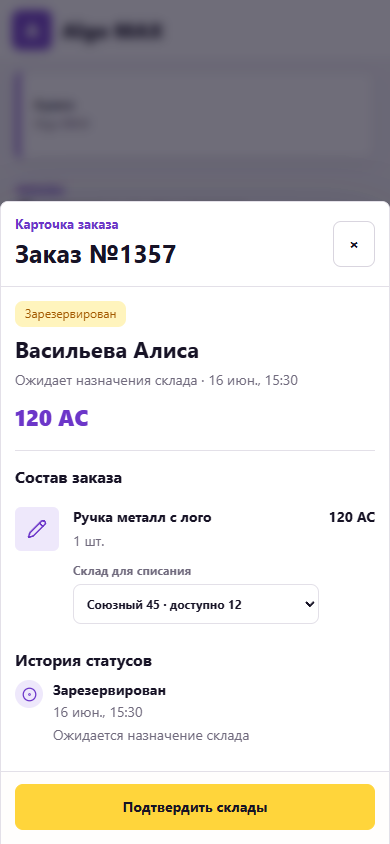 Algo MAX
Карточка заказа
Заказ №1357
×
Зарезервирован
Васильева Алиса
Ожидает назначения склада · 16 июн., 15:30
120 АС
Состав заказа
Ручка металл с лого
120 АС
1 шт.
Склад для списания
Союзный 45 · доступно 12
История статусов
Зарезервирован
16 июн., 15:30
Ожидается назначение склада
Подтвердить склады